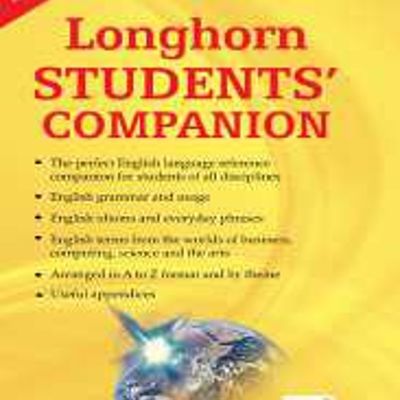 Longhorn
STUDENTS'
COMPANION
The perfect English language reference
companion for students of all disciplines
English grammar and usage
English idioms and everyday phrases
English terms from the worlds of business,
computing, science and the arts
Arranged in A to Z format and by theme
Useful appendices